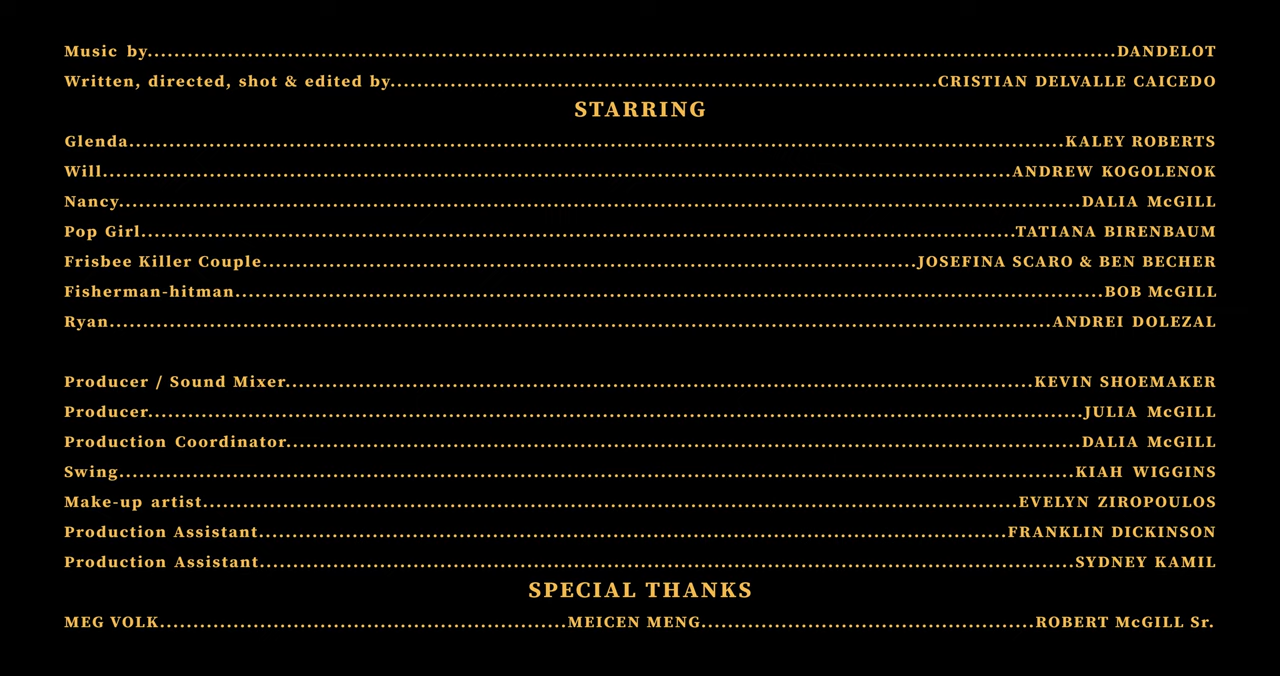 Music by..........DANDELOT
Written, directed, shot & edited by..........CRISTIAN DELVALLE CAICEDO
STARRING
Glenda..........KALEY ROBERTS
Will..........ANDREW KOGOLENOK
Nancy..........DALIA McGILL
Pop Girl..........TATIANA BIRENBAUM
Frisbee Killer Couple..........JOSEFINA SCARO & BEN BECHER
Fisherman-hitman..........BOB McGILL
Ryan..........ANDREI DOLEZAL
Producer / Sound Mixer..........KEVIN SHOEMAKER
Producer..........JULIA McGILL
Production Coordinator..........DALIA McGILL
Swing..........KIAH WIGGINS
Make-up artist..........EVELYN ZIROPOULOS
Production Assistant..........FRANKLIN DICKINSON
Production Assistant..........SYDNEY KAMIL
SPECIAL THANKS
MEG VOLK..........MEICEN MENG..........ROBERT McGILL Sr.